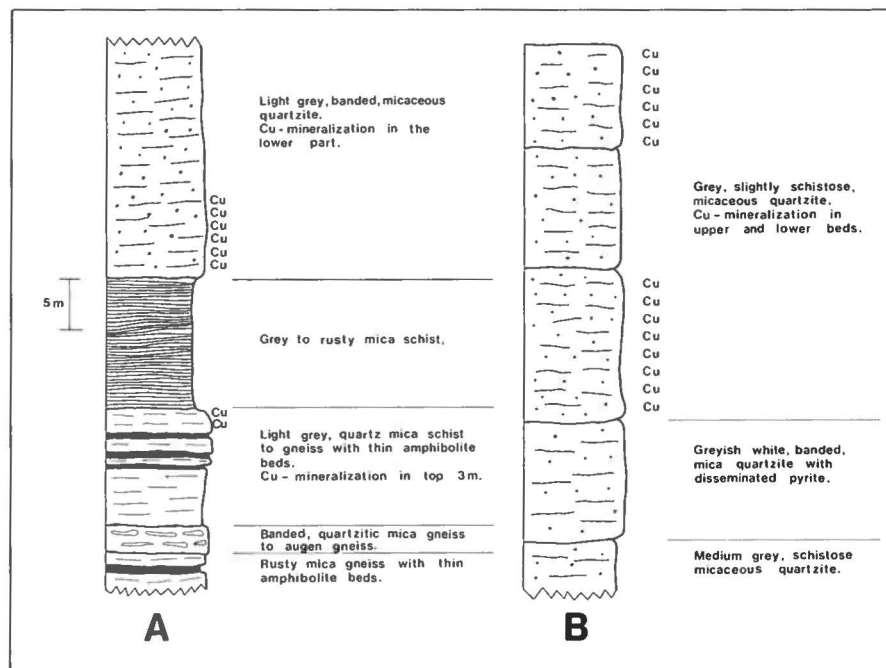 Light grey, banded, micaceous
quartzite.
Cu - mineralization in the
lower part.
Cu
Cu
Cu
Cu
Cu
Cu
5m
Grey to rusty mica schist.
Cu
Cu
Light grey, quartz mica schist
to gneiss with thin amphibolite
beds.
Cu - mineralization in top 3m.
Banded, quartzitic mica gneiss
to augen gneiss.
Rusty mica gneiss with thin
amphibolite beds.
A
Cu
Cu
Cu
Cu
Cu
Cu
Grey, slightly schistose,
micaceous quartzite.
Cu - mineralization in
upper and lower beds.
Cu
Cu
Cu
Cu
Cu
Cu
Cu
Cu
Greyish white, banded,
mica quartzite with
disseminated pyrite.
Medium grey, schistose
micaceous quartzite.
B